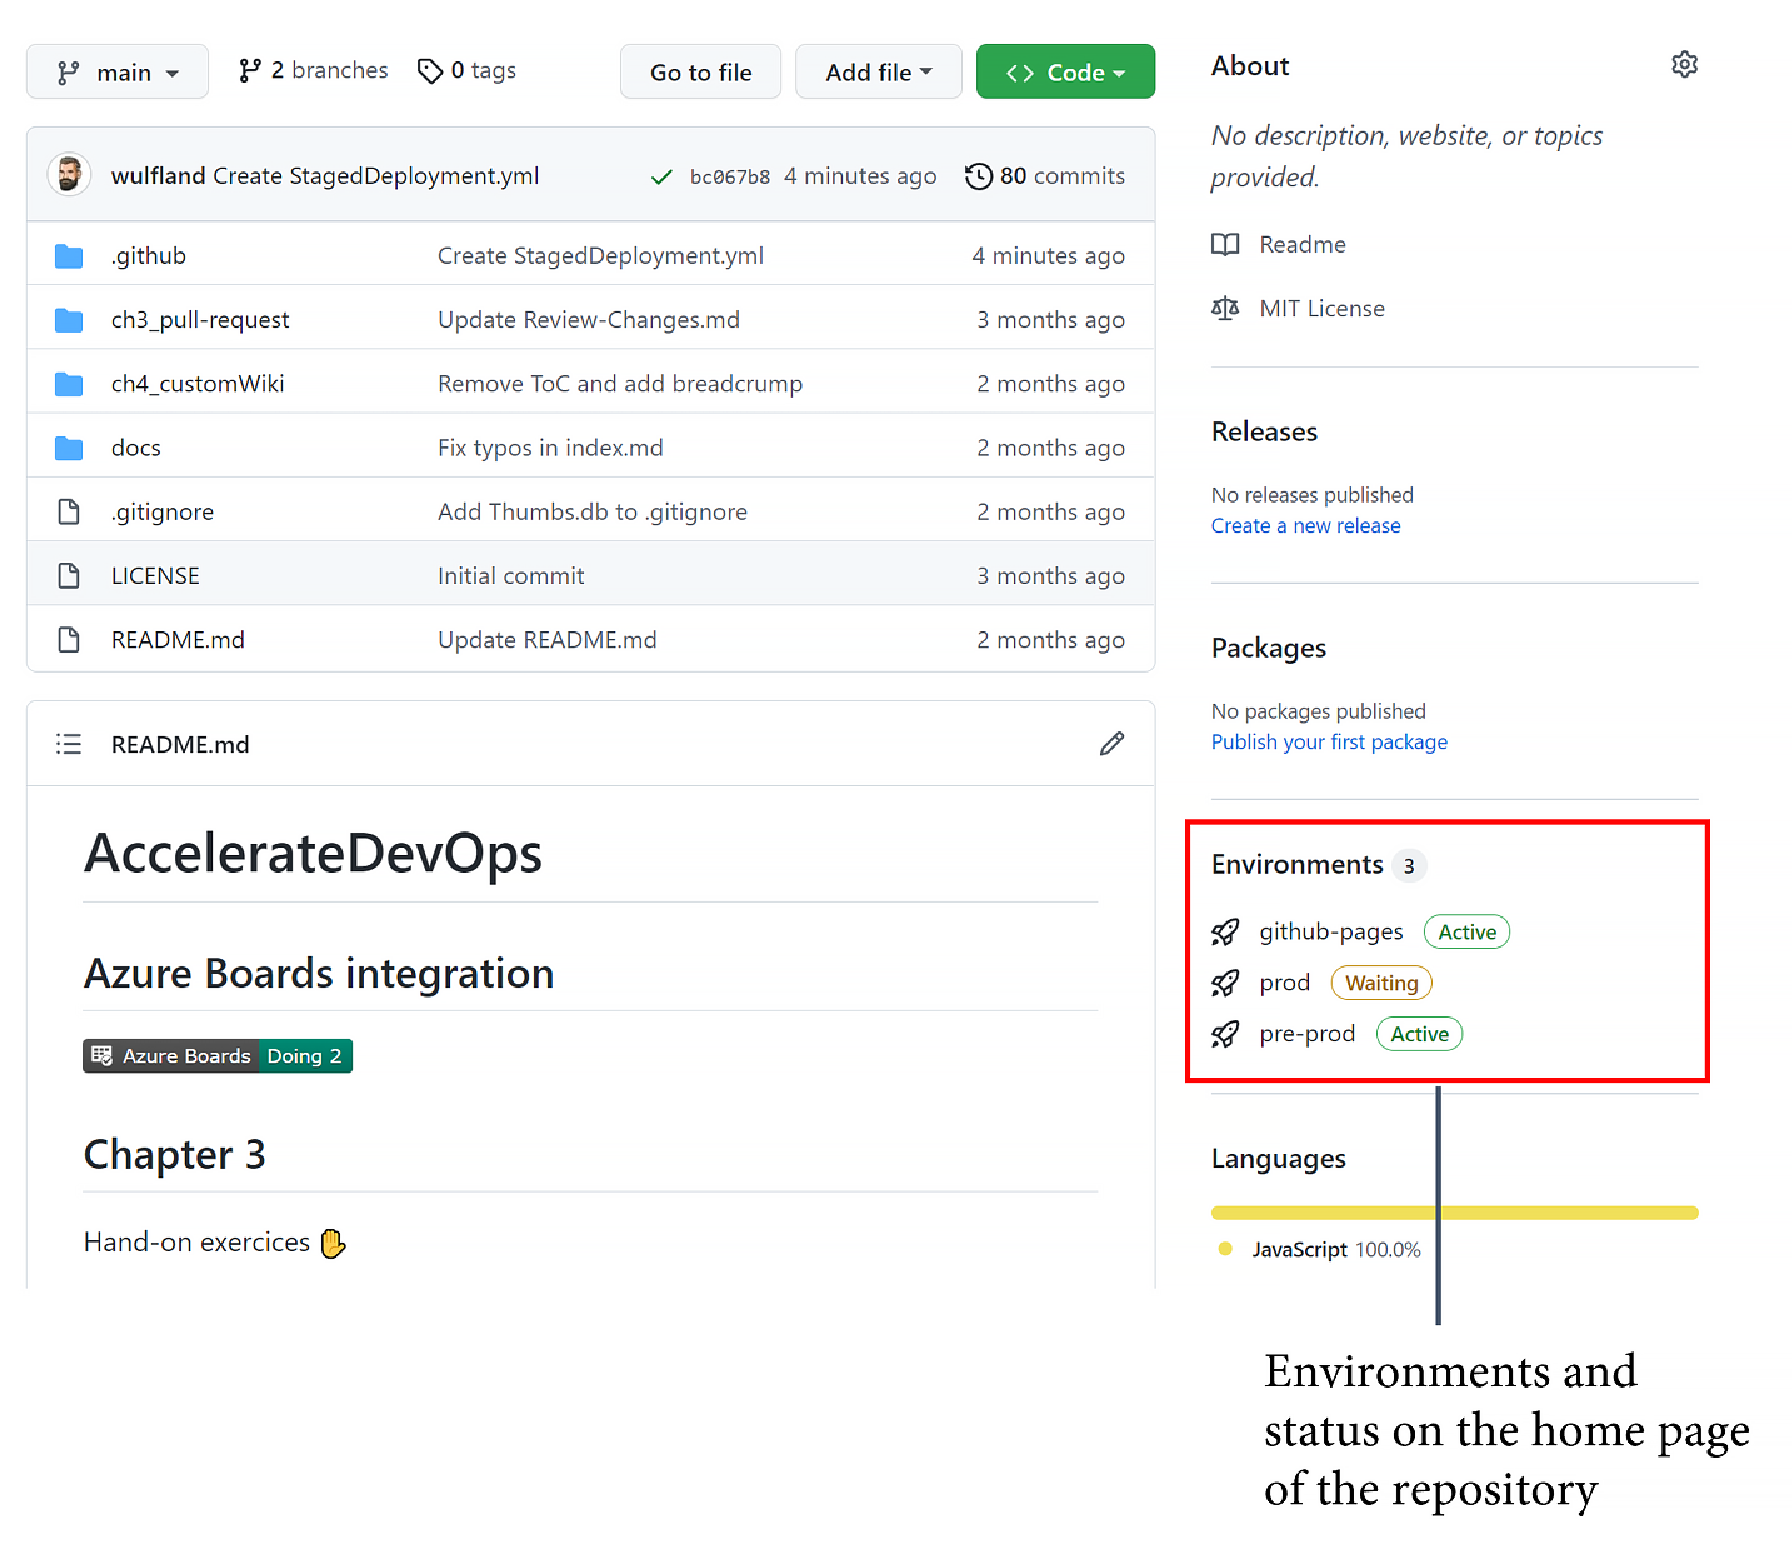 main
2 branches
0 tags
Go to file
Add file
Code
wulfland Create StagedDeployment.yml
bc067b8 4 minutes ago
80 commits
.github Create StagedDeployment.yml 4 minutes ago
ch3_pull-request Update Review-Changes.md 3 months ago
ch4_customWiki Remove ToC and add breadcrump 2 months ago
docs Fix typos in index.md 2 months ago
.gitignore Add Thumbs.db to .gitignore 2 months ago
LICENSE Initial commit 3 months ago
README.md Update README.md 2 months ago
README.md
AccelerateDevOps
Azure Boards integration
Azure Boards Doing 2
Chapter 3
Hand-on exercices ✋
About
No description, website, or topics
provided.
Readme
MIT License
Releases
No releases published
Create a new release
Packages
No packages published
Publish your first package
Environments 3
github-pages Active
prod Waiting
pre-prod Active
Languages
JavaScript 100.0%
Environments and
status on the home page
of the repository